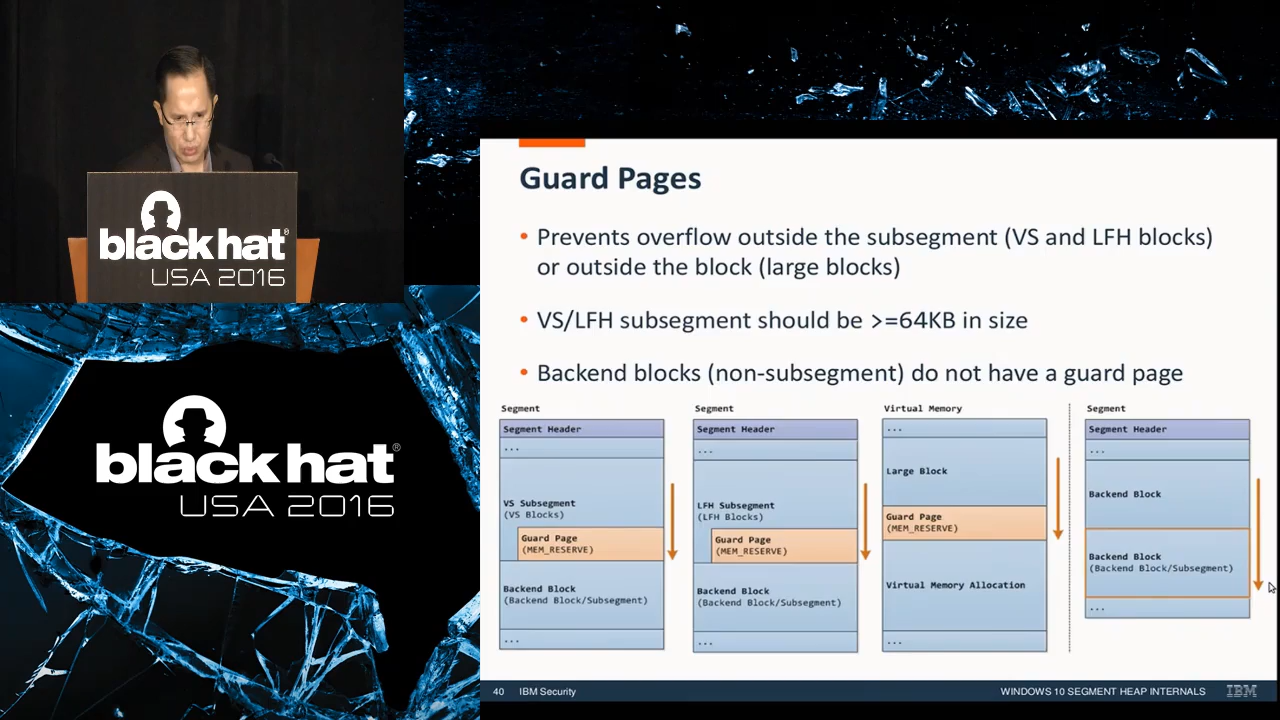 black hat®
USA 2016
black hat®
USA 2016
Guard Pages
• Prevents overflow outside the subsegment (VS and LFH blocks)
or outside the block (large blocks)
• VS/LFH subsegment should be >=64KB in size
• Backend blocks (non-subsegment) do not have a guard page
Segment
Segment Header
...
VS Subsegment
(VS Blocks)
Guard Page
(MEM_RESERVE)
Backend Block
(Backend Block/Subsegment)
...
Segment
Segment Header
...
LFH Subsegment
(LFH Blocks)
Guard Page
(MEM_RESERVE)
Backend Block
(Backend Block/Subsegment)
...
Virtual Memory
...
Large Block
Guard Page
(MEM_RESERVE)
Virtual Memory Allocation
...
Segment
Segment Header
...
Backend Block
Backend Block
(Backend Block/Subsegment)
...
40 IBM Security
WINDOWS 10 SEGMENT HEAP INTERNALS
IBM